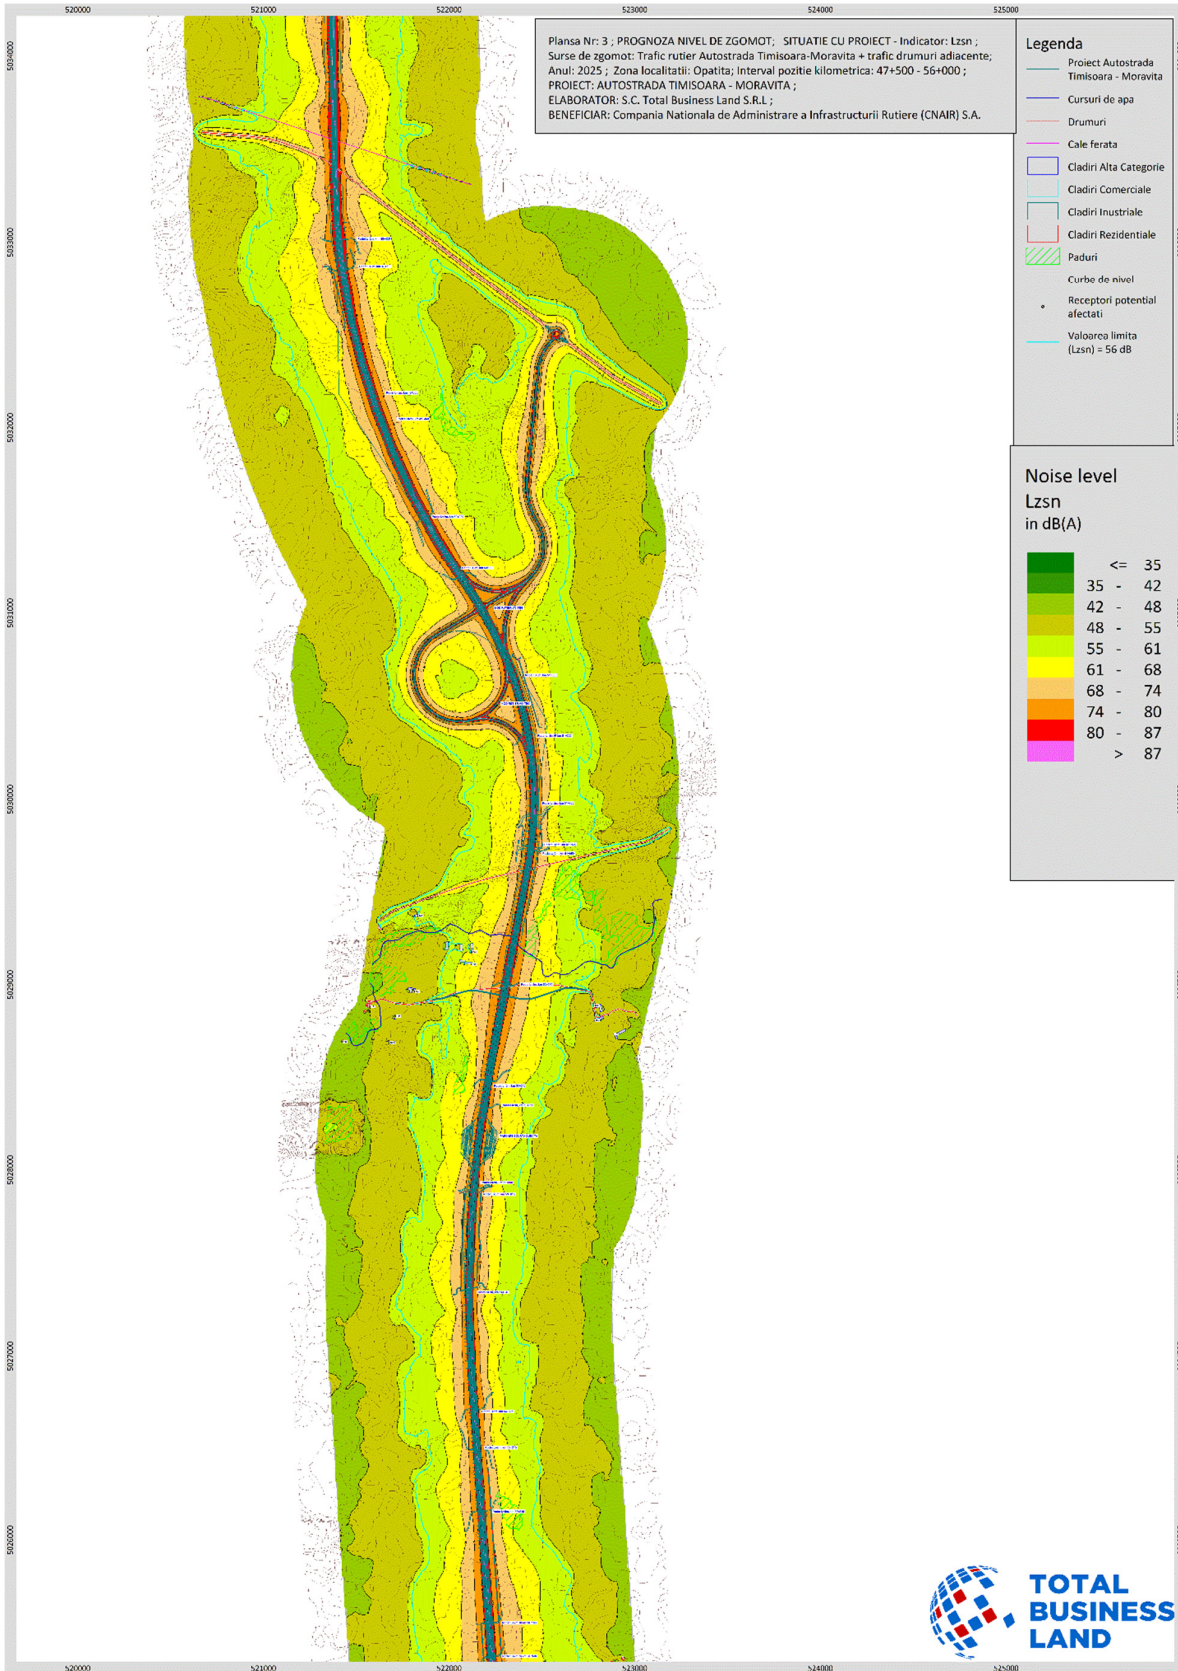 520000
521000
522000
523000
524000
525000
Plansa Nr: 3 ; PROGNOZA NIVEL DE ZGOMOT; SITUATIE CU PROIECT - Indicator: Lzsn ;
Surse de zgomot: Trafic rutier Autostrada Timisoara-Moravita + trafic drumuri adiacente;
Anul: 2025 ; Zona localitatii: Opatita; Interval pozitie kilometrica: 47+500 - 56+000 ;
PROIECT: AUTOSTRADA TIMISOARA - MORAVITA ;
ELABORATOR: S.C. Total Business Land S.R.L ;
BENEFICIAR: Compania Nationala de Administrare a Infrastructurii Rutiere (CNAIR) S.A.
Legenda
Proiect Autostrada
Timisoara - Moravita
Cursuri de apa
Drumuri
Cale ferata
Cladiri Alta Categorie
Cladiri Comerciale
Cladiri Inustriale
Cladiri Rezidentiale
Paduri
Curbe de nivel
Receptori potential
afectati
Valoarea limita
(Lzsn) = 56 dB
Noise level
Lzsn
in dB(A)
<= 35
35 - 42
42 - 48
48 - 55
55 - 61
61 - 68
68 - 74
74 - 80
80 - 87
> 87
5034000
5033000
5032000
5031000
5030000
5029000
5028000
5027000
5026000
TOTAL
BUSINESS
LAND
520000
521000
522000
523000
524000
525000